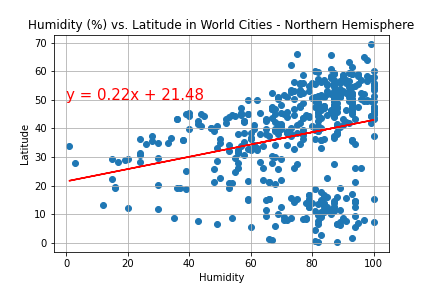 Humidity (%) vs. Latitude in World Cities - Northern Hemisphere
70
60
50
40
30
20
10
0
Latitude
y = 0.22x + 21.48
0 20 40 60 80 100
Humidity